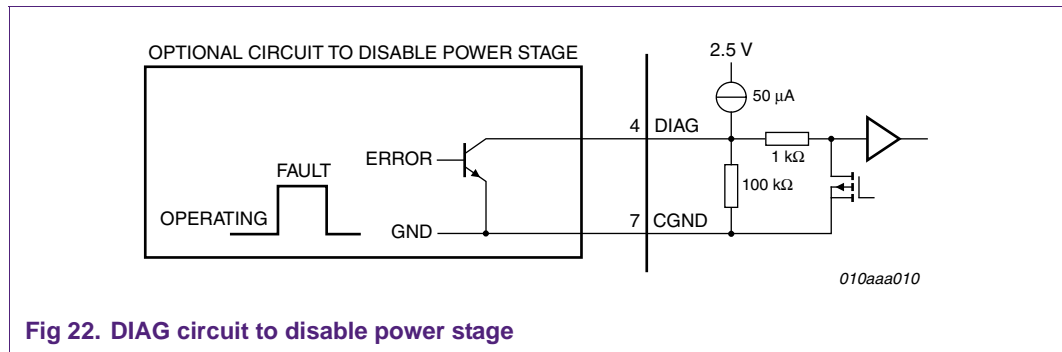 OPTIONAL CIRCUIT TO DISABLE POWER STAGE
2.5 V
50 μA
4 DIAG
ERROR
1 kΩ
FAULT
100 kΩ
OPERATING
GND
7 CGND
010aaa010
Fig 22. DIAG circuit to disable power stage